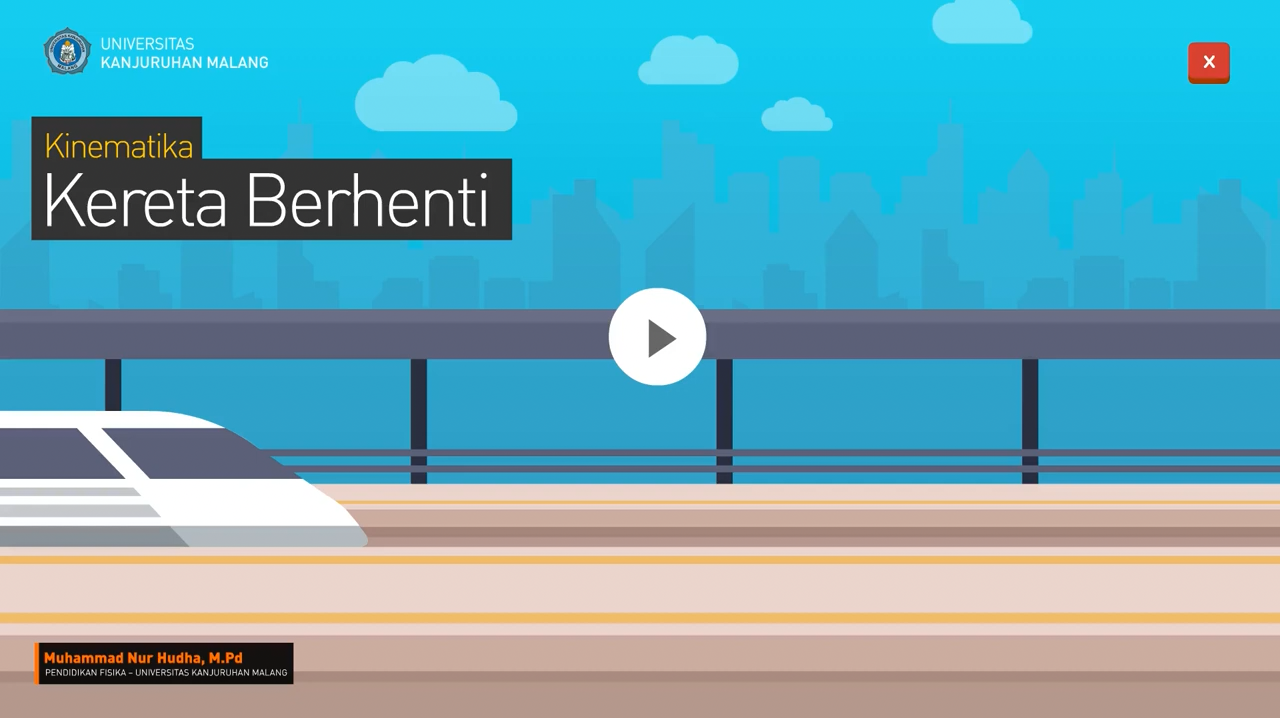 UNIVERSITAS
KANJURUHAN MALANG
X
Kinematika
Kereta Berhenti
Muhammad Nur Hudha, M.Pd
PENDIDIKAN FISIKA – UNIVERSITAS KANJURUHAN MALANG